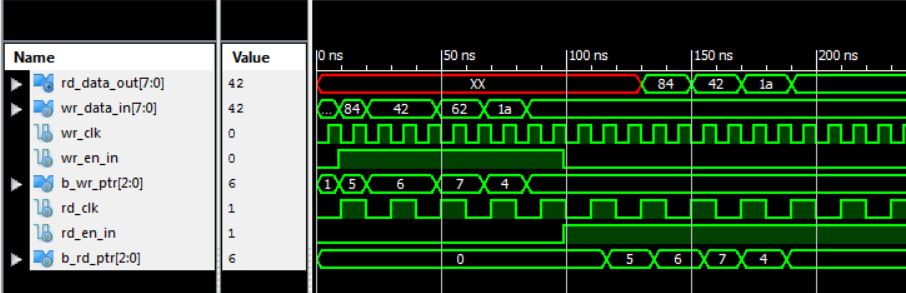 Name Value 0 ns 50 ns 100 ns 150 ns 200 ns
rd_data_out[7:0] 42 XX 84 42 1a
wr_data_in[7:0] 42 ... 84 42 62 1a
wr_clk 0
wr_en_in 0
b_wr_ptr[2:0] 6 1 5 6 7 4
rd_clk 1
rd_en_in 1
b_rd_ptr[2:0] 6 0 5 6 7 4